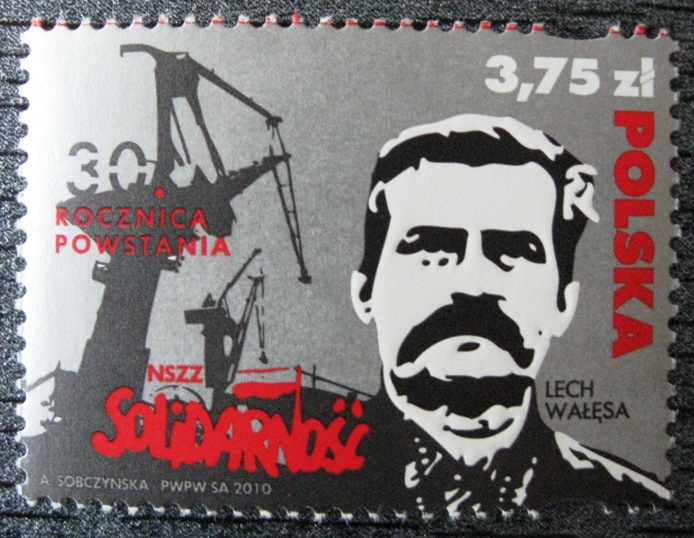 3,75 zł
POLSKA
30.
ROCZNICA
POWSTANIA
NSZZ
SOLiDARNOŚĆ
LECH
WAŁĘSA
A. SOBCZYŃSKA PWPW SA 2010